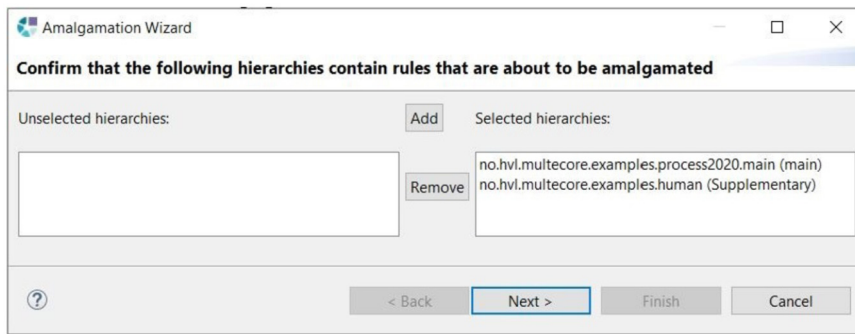 Amalgamation Wizard
Confirm that the following hierarchies contain rules that are about to be amalgamated
Unselected hierarchies:
Add
Selected hierarchies:
no.hvl.multecore.examples.process2020.main (main)
no.hvl.multecore.examples.human (Supplementary)
Remove
?
< Back
Next >
Finish
Cancel